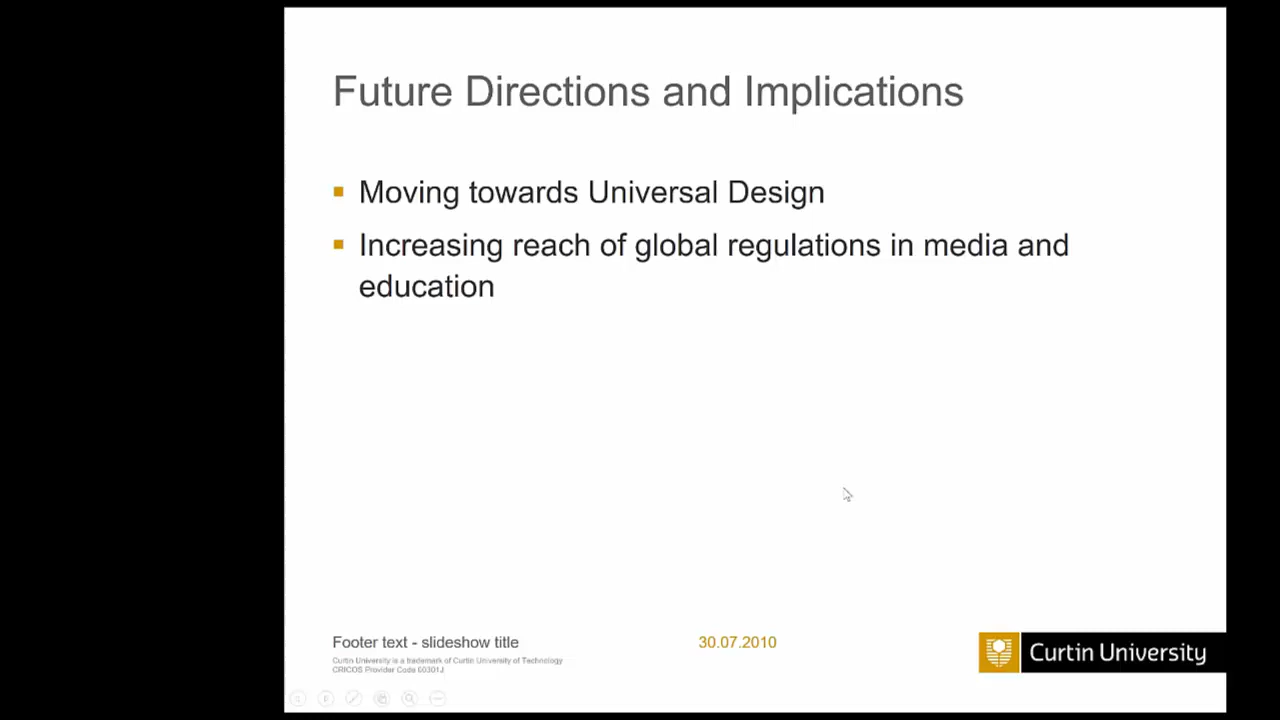 Future Directions and Implications
Moving towards Universal Design
Increasing reach of global regulations in media and
education
Footer text - slideshow title
30.07.2010
Curtin University is a trademark of Curtin University of Technology
CRICOS Provider Code 00301J
Curtin University